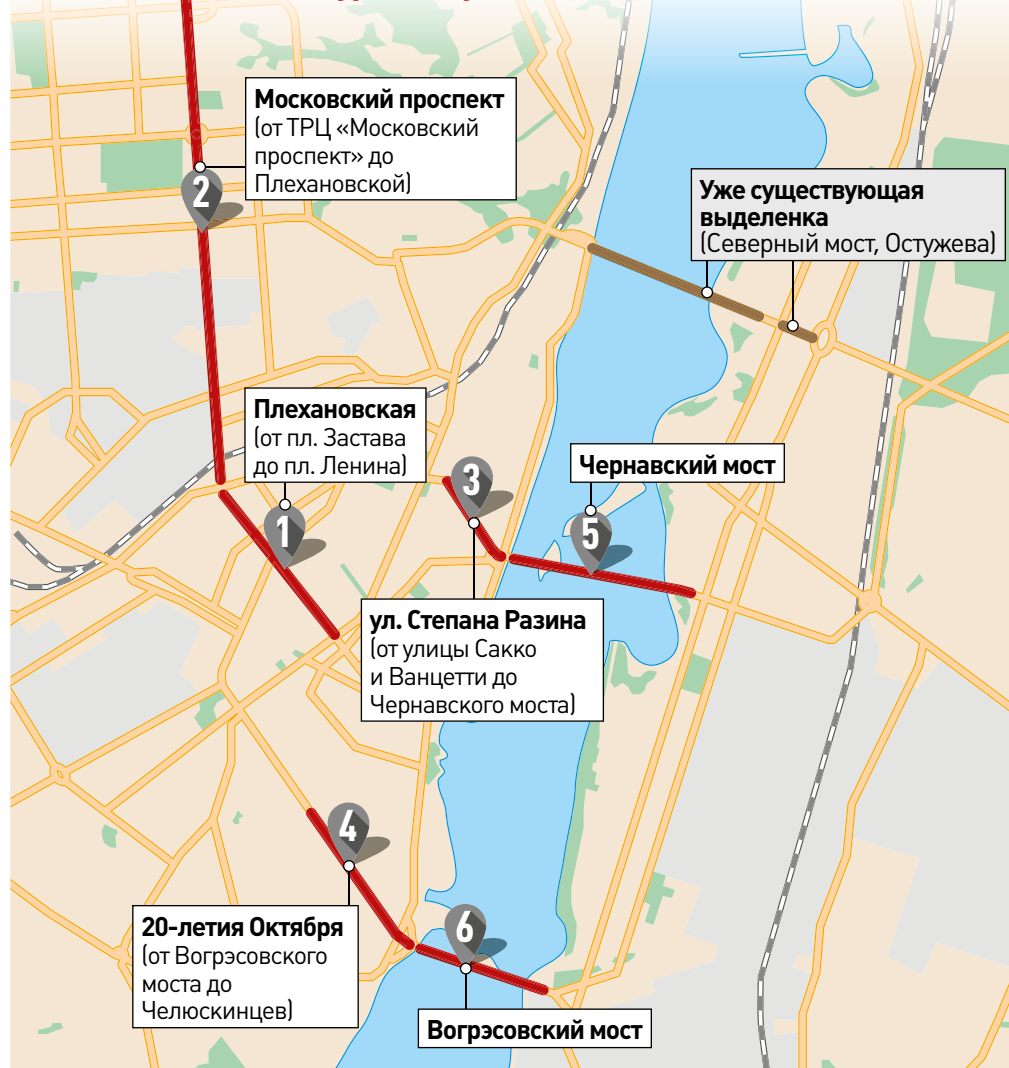 Московский проспект
(от ТРЦ «Московский
проспект» до
Плехановской)
2
Уже существующая
выделенка
(Северный мост, Остужева)
Плехановская
(от пл. Застава
до пл. Ленина)
1
3
Чернавский мост
5
ул. Степана Разина
(от улицы Сакко
и Ванцетти до
Чернавского моста)
4
20-летия Октября
(от Вогрэсовского
моста до
Челюскинцев)
6
Вогрэсовский мост